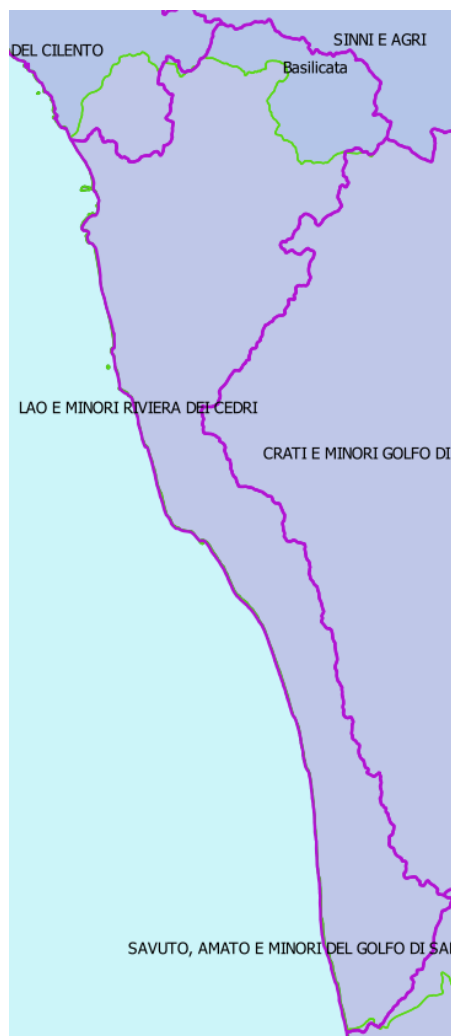 SINNI E AGRI
DEL CILENTO
Basilicata
LAO E MINORI RIVIERA DEI CEDRI
CRATI E MINORI GOLFO DI
SAVUTO, AMATO E MINORI DEL GOLFO DI